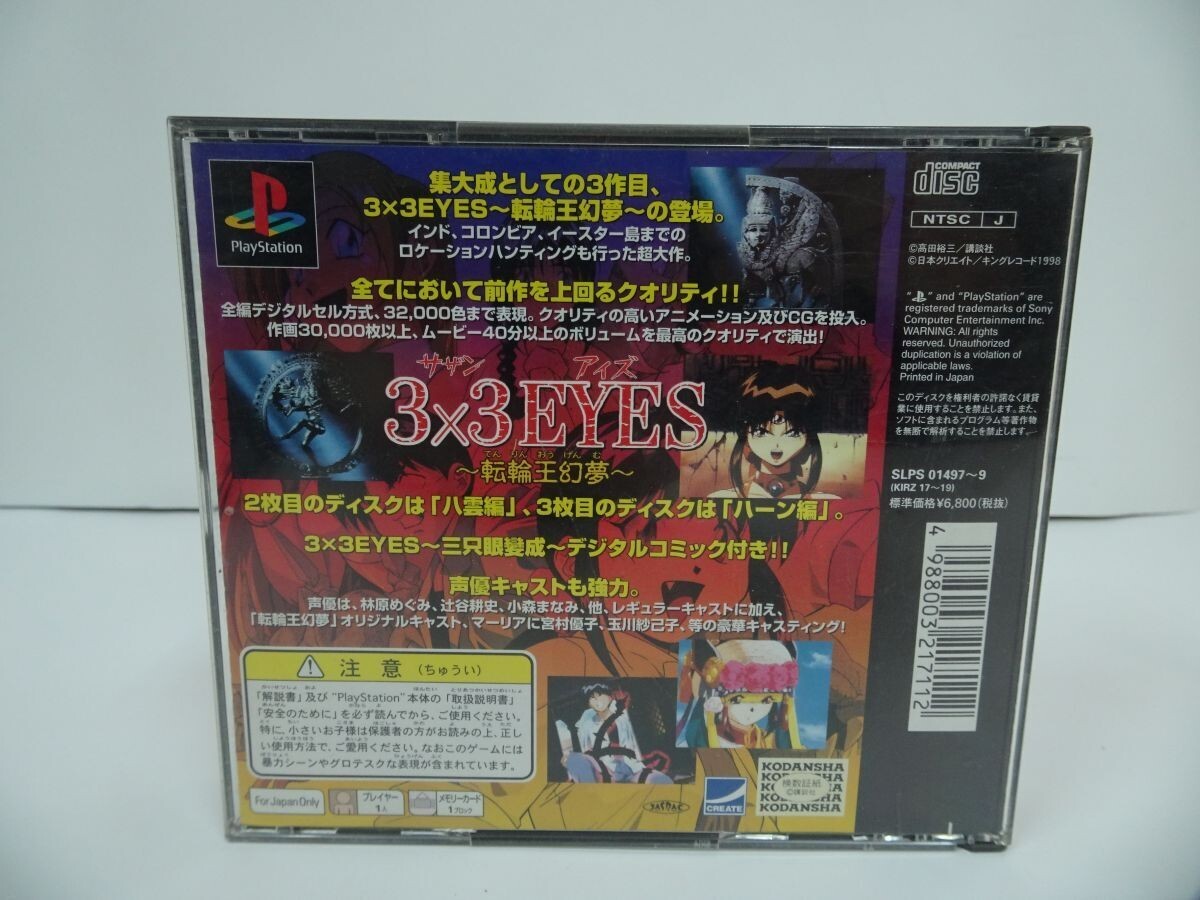 PlayStation
集大成としての3作目、
3×3EYES～転輪王幻夢～の登場。
インド、コロンビア、イースター島までの
ロケーションハンティングも行った超大作。
全てにおいて前作を上回るクオリティ!!
全編デジタルセル方式、32,000色まで表現。クオリティの高いアニメーション及びCGを投入。
作画30,000枚以上、ムービー40分以上のボリュームを最高のクオリティで演出!
サザン アイズ
3×3EYES
てんりんおうげんむ
～転輪王幻夢～
2枚目のディスクは「八雲編」、3枚目のディスクは「ハーン編」。
3×3EYES～三只眼變成～デジタルコミック付き!!
声優キャストも強力。
声優は、林原めぐみ、辻谷耕史、小森まなみ、他、レギュラーキャストに加え、
「転輪王幻夢」オリジナルキャスト、マーリアに宮村優子、玉川紗己子、等の豪華キャスティング!
注意 (ちゅうい)
「解説書」及び"PlayStation"本体の「取扱説明書」
「安全のために」を必ず読んでから、ご使用ください。
特に、小さいお子様は保護者の方がお読みの上、正し
い使用方法で、ご愛用ください。なおこのゲームには
暴力シーンやグロテスクな表現が含まれています。
For Japan Only
プレイヤー
1人
メモリーカード
1ブロック
JASRAC
CREATE
KODANSHA
KODANSHA
検数証紙
©講談社
COMPACT
disc
NTSC J
©高田裕三／講談社
©日本クリエイト／キングレコード1998
" " and "PlayStation" are
registered trademarks of Sony
Computer Entertainment Inc.
WARNING: All rights
reserved. Unauthorized
duplication is a violation of
applicable laws.
Printed in Japan
このディスクを権利者の許諾なく賃貸
業に使用することを禁止します。また、
ソフトに含まれるプログラム等著作物
を無断で解析することも禁止します。
SLPS 01497～9
(KIRZ 17～19)
標準価格¥6,800(税抜)
4988003217112